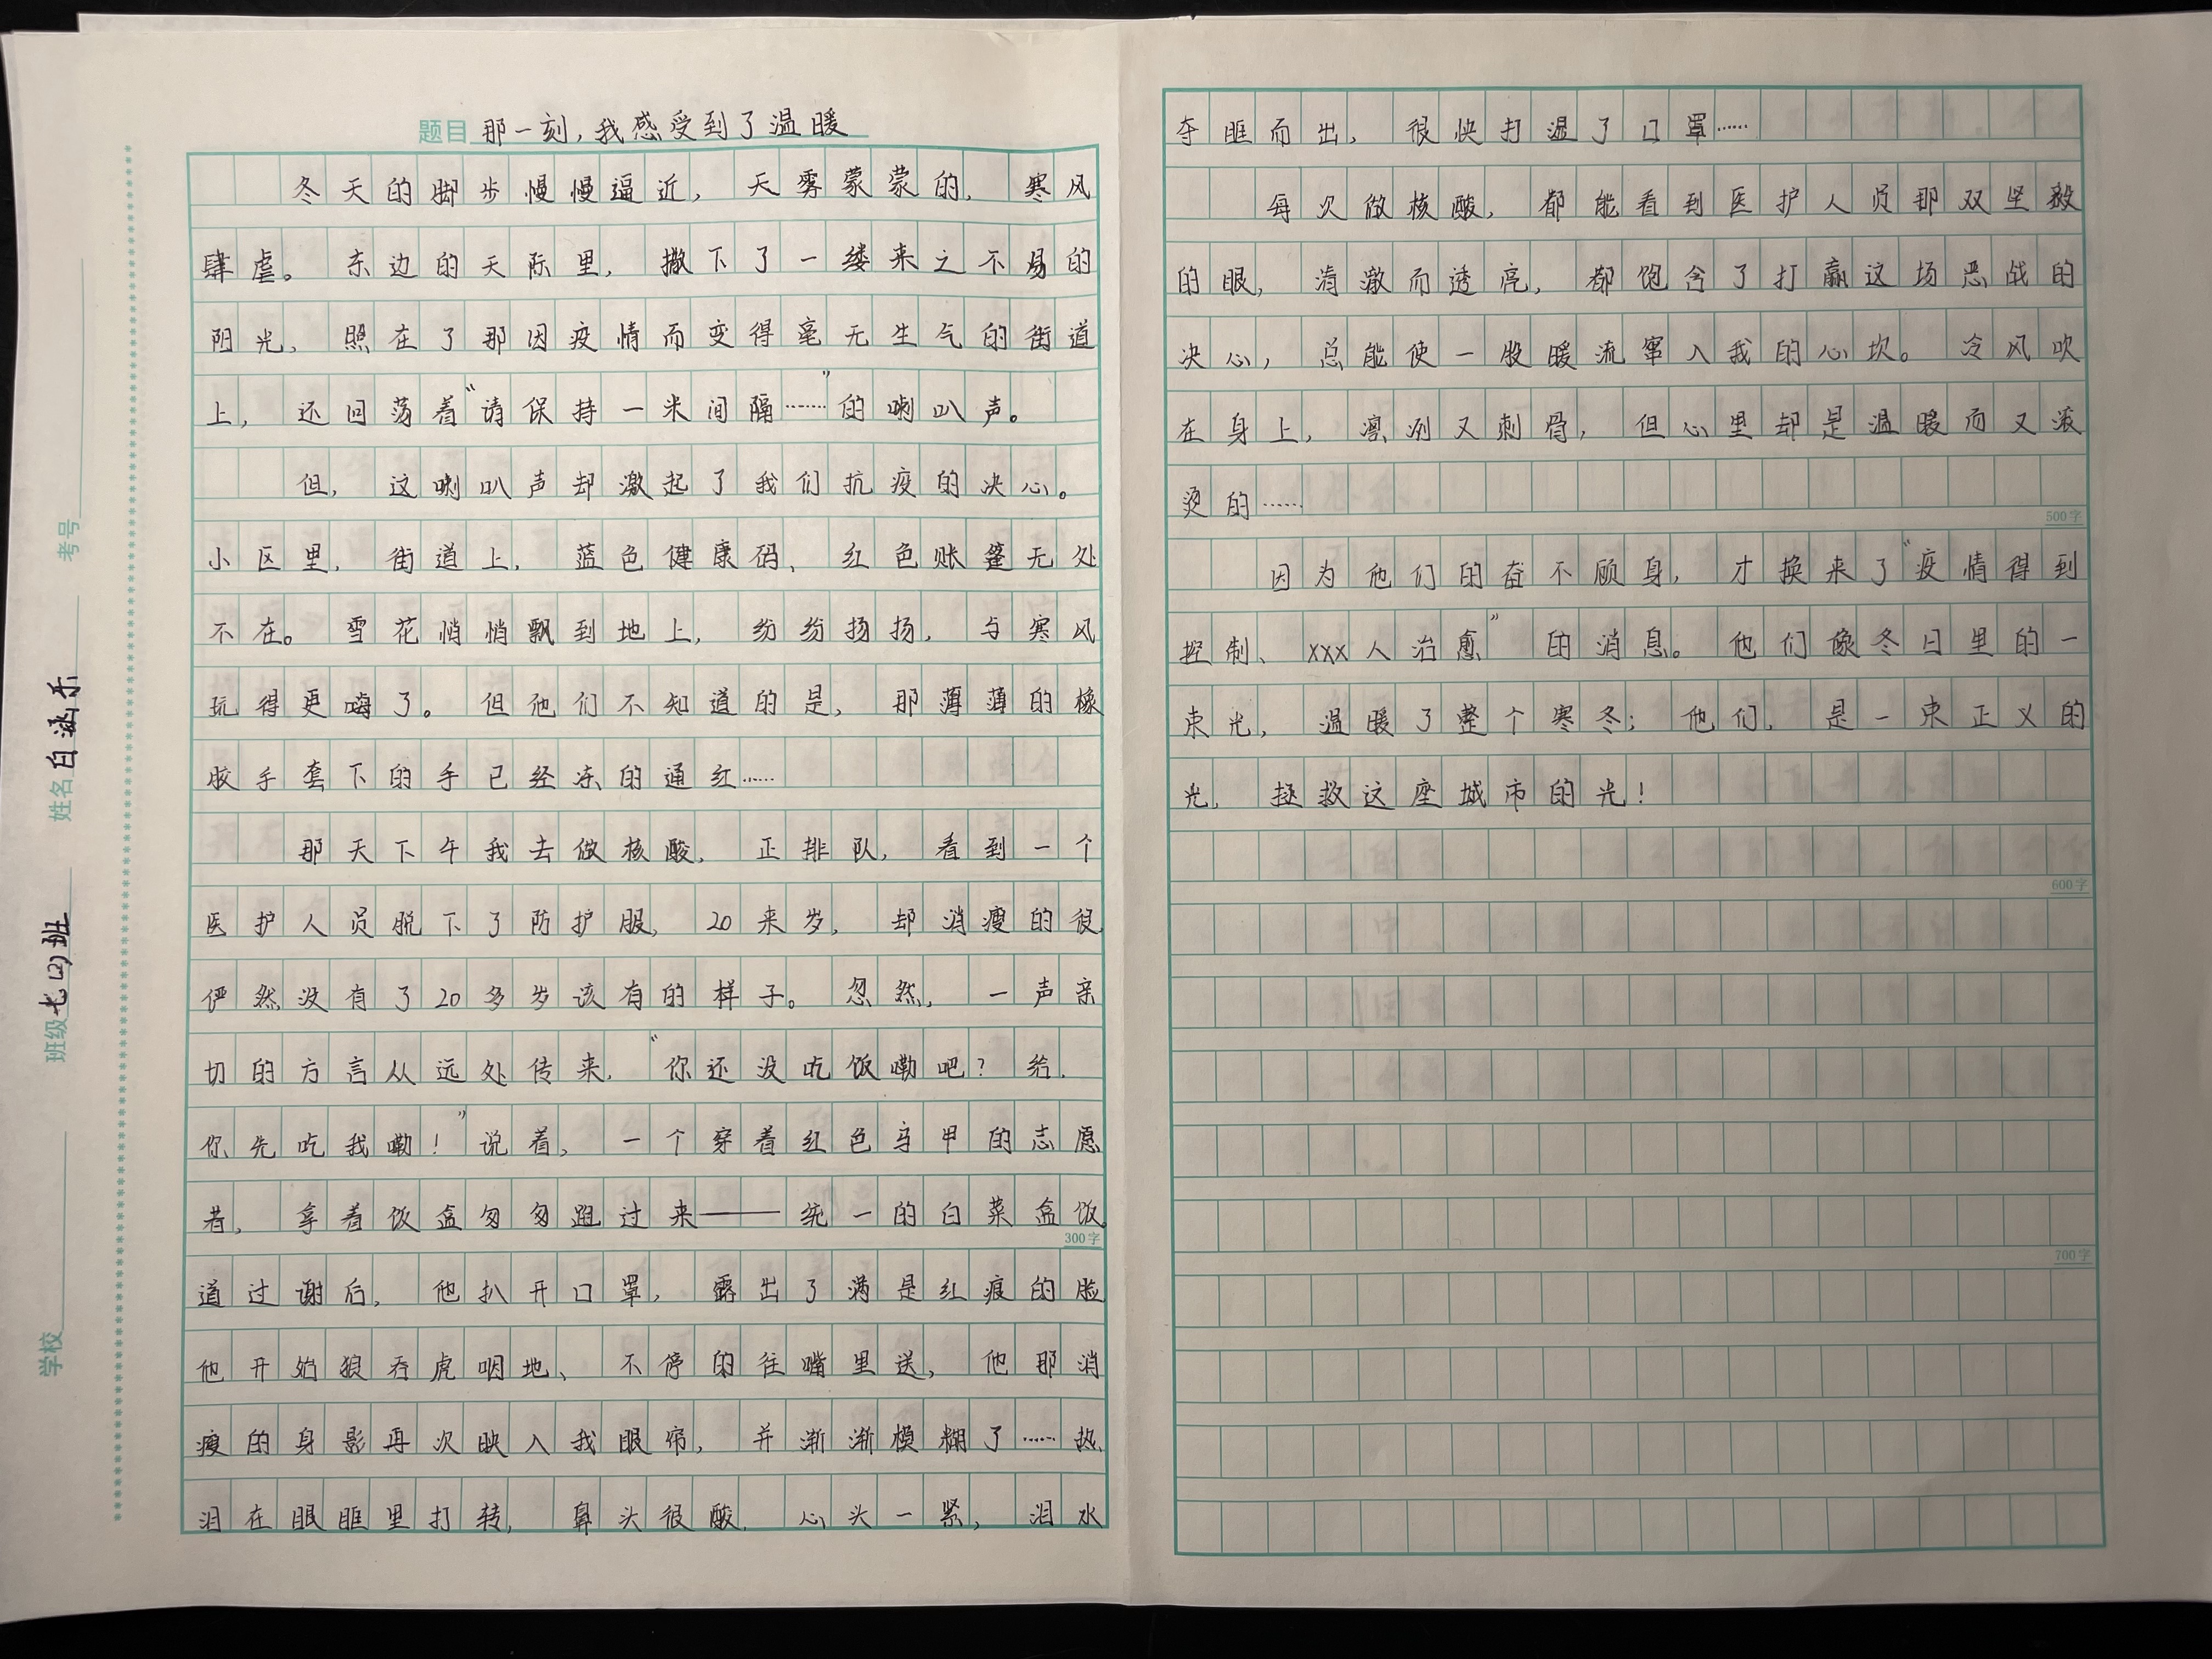 题目 那一刻，我感受到了温暖
冬天的脚步慢慢逼近，天雾蒙蒙的，寒风
肆虐。东边的天际里，撒下了一缕来之不易的
阳光，照在了那因疫情而变得毫无生气的街道
上，还回荡着“请保持一米间隔……”的喇叭声。
但，这喇叭声却激起了我们抗疫的决心。
小区里，街道上，蓝色健康码、红色账篷无处
不在。雪花悄悄飘到地上，纷纷扬扬，与寒风
玩得更嗨了。但他们不知道的是，那薄薄的橡
胶手套下的手已经冻的通红……
那天下午我去做核酸，正排队，看到一个
医护人员脱下了防护服，20来岁，却消瘦的很，
俨然没有了20多岁该有的样子。忽然，一声亲
切的方言从远处传来，“你还没吃饭嘞吧？给，
你先吃我嘞！”说着，一个穿着红色马甲的志愿
者，拿着饭盒匆匆跑过来——统一的白菜盒饭。
300字
道过谢后，他扒开口罩，露出了满是红痕的脸
他开始狼吞虎咽地、不停的往嘴里送，他那消
瘦的身影再次映入我眼帘，并渐渐模糊了……热
泪在眼眶里打转，鼻头很酸，心头一紧，泪水
夺眶而出，很快打湿了口罩……
每次做核酸，都能看到医护人员那双坚毅
的眼，清澈而透亮，都饱含了打赢这场恶战的
决心，总能使一股暖流窜入我的心坎。冷风吹
在身上，凛冽又刺骨，但心里却是温暖而又滚
烫的……
500字
因为他们的奋不顾身，才换来了“疫情得到
控制、xxx人治愈”的消息。他们像冬日里的一
束光，温暖了整个寒冬；他们，是一束正义的
光，拯救这座城市的光！
600字
700字
学校 班级 七(2)班 姓名 白涵乐 考号